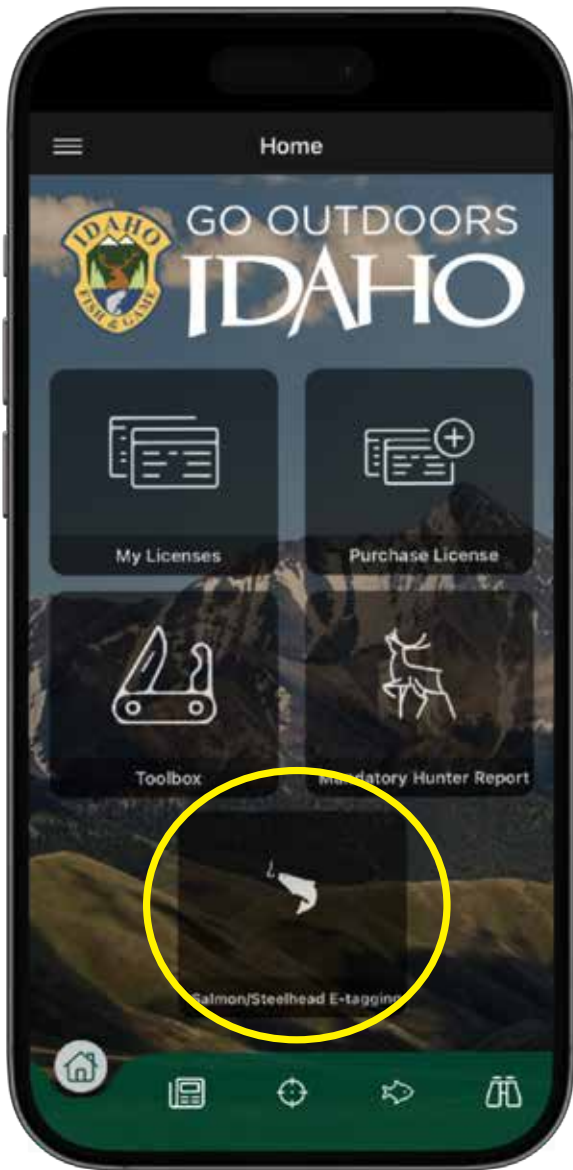 Home
IDAHO
FISH & GAME
GO OUTDOORS
IDAHO
My Licenses
Purchase License
Toolbox
Mandatory Hunter Report
Salmon/Steelhead E-tagging